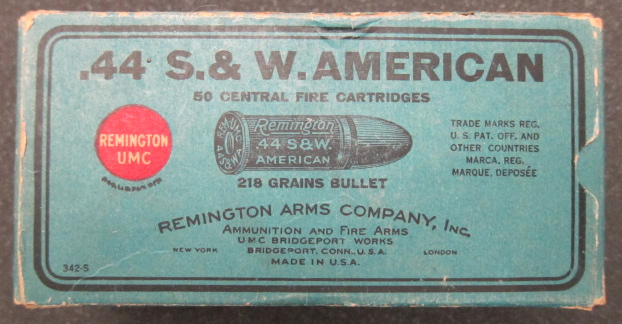 .44 S.& W. AMERICAN
50 CENTRAL FIRE CARTRIDGES
REMINGTON
UMC
Remington
.44 S&W.
AMERICAN
218 GRAINS BULLET
TRADE MARKS REG.
U.S. PAT. OFF. AND
OTHER COUNTRIES
MARCA, REG.
MARQUE, DEPOSÉE
REMINGTON ARMS COMPANY, INC.
AMMUNITION AND FIRE ARMS
UMC BRIDGEPORT WORKS
NEW YORK BRIDGEPORT, CONN., U.S.A. LONDON
MADE IN U.S.A.
342-S